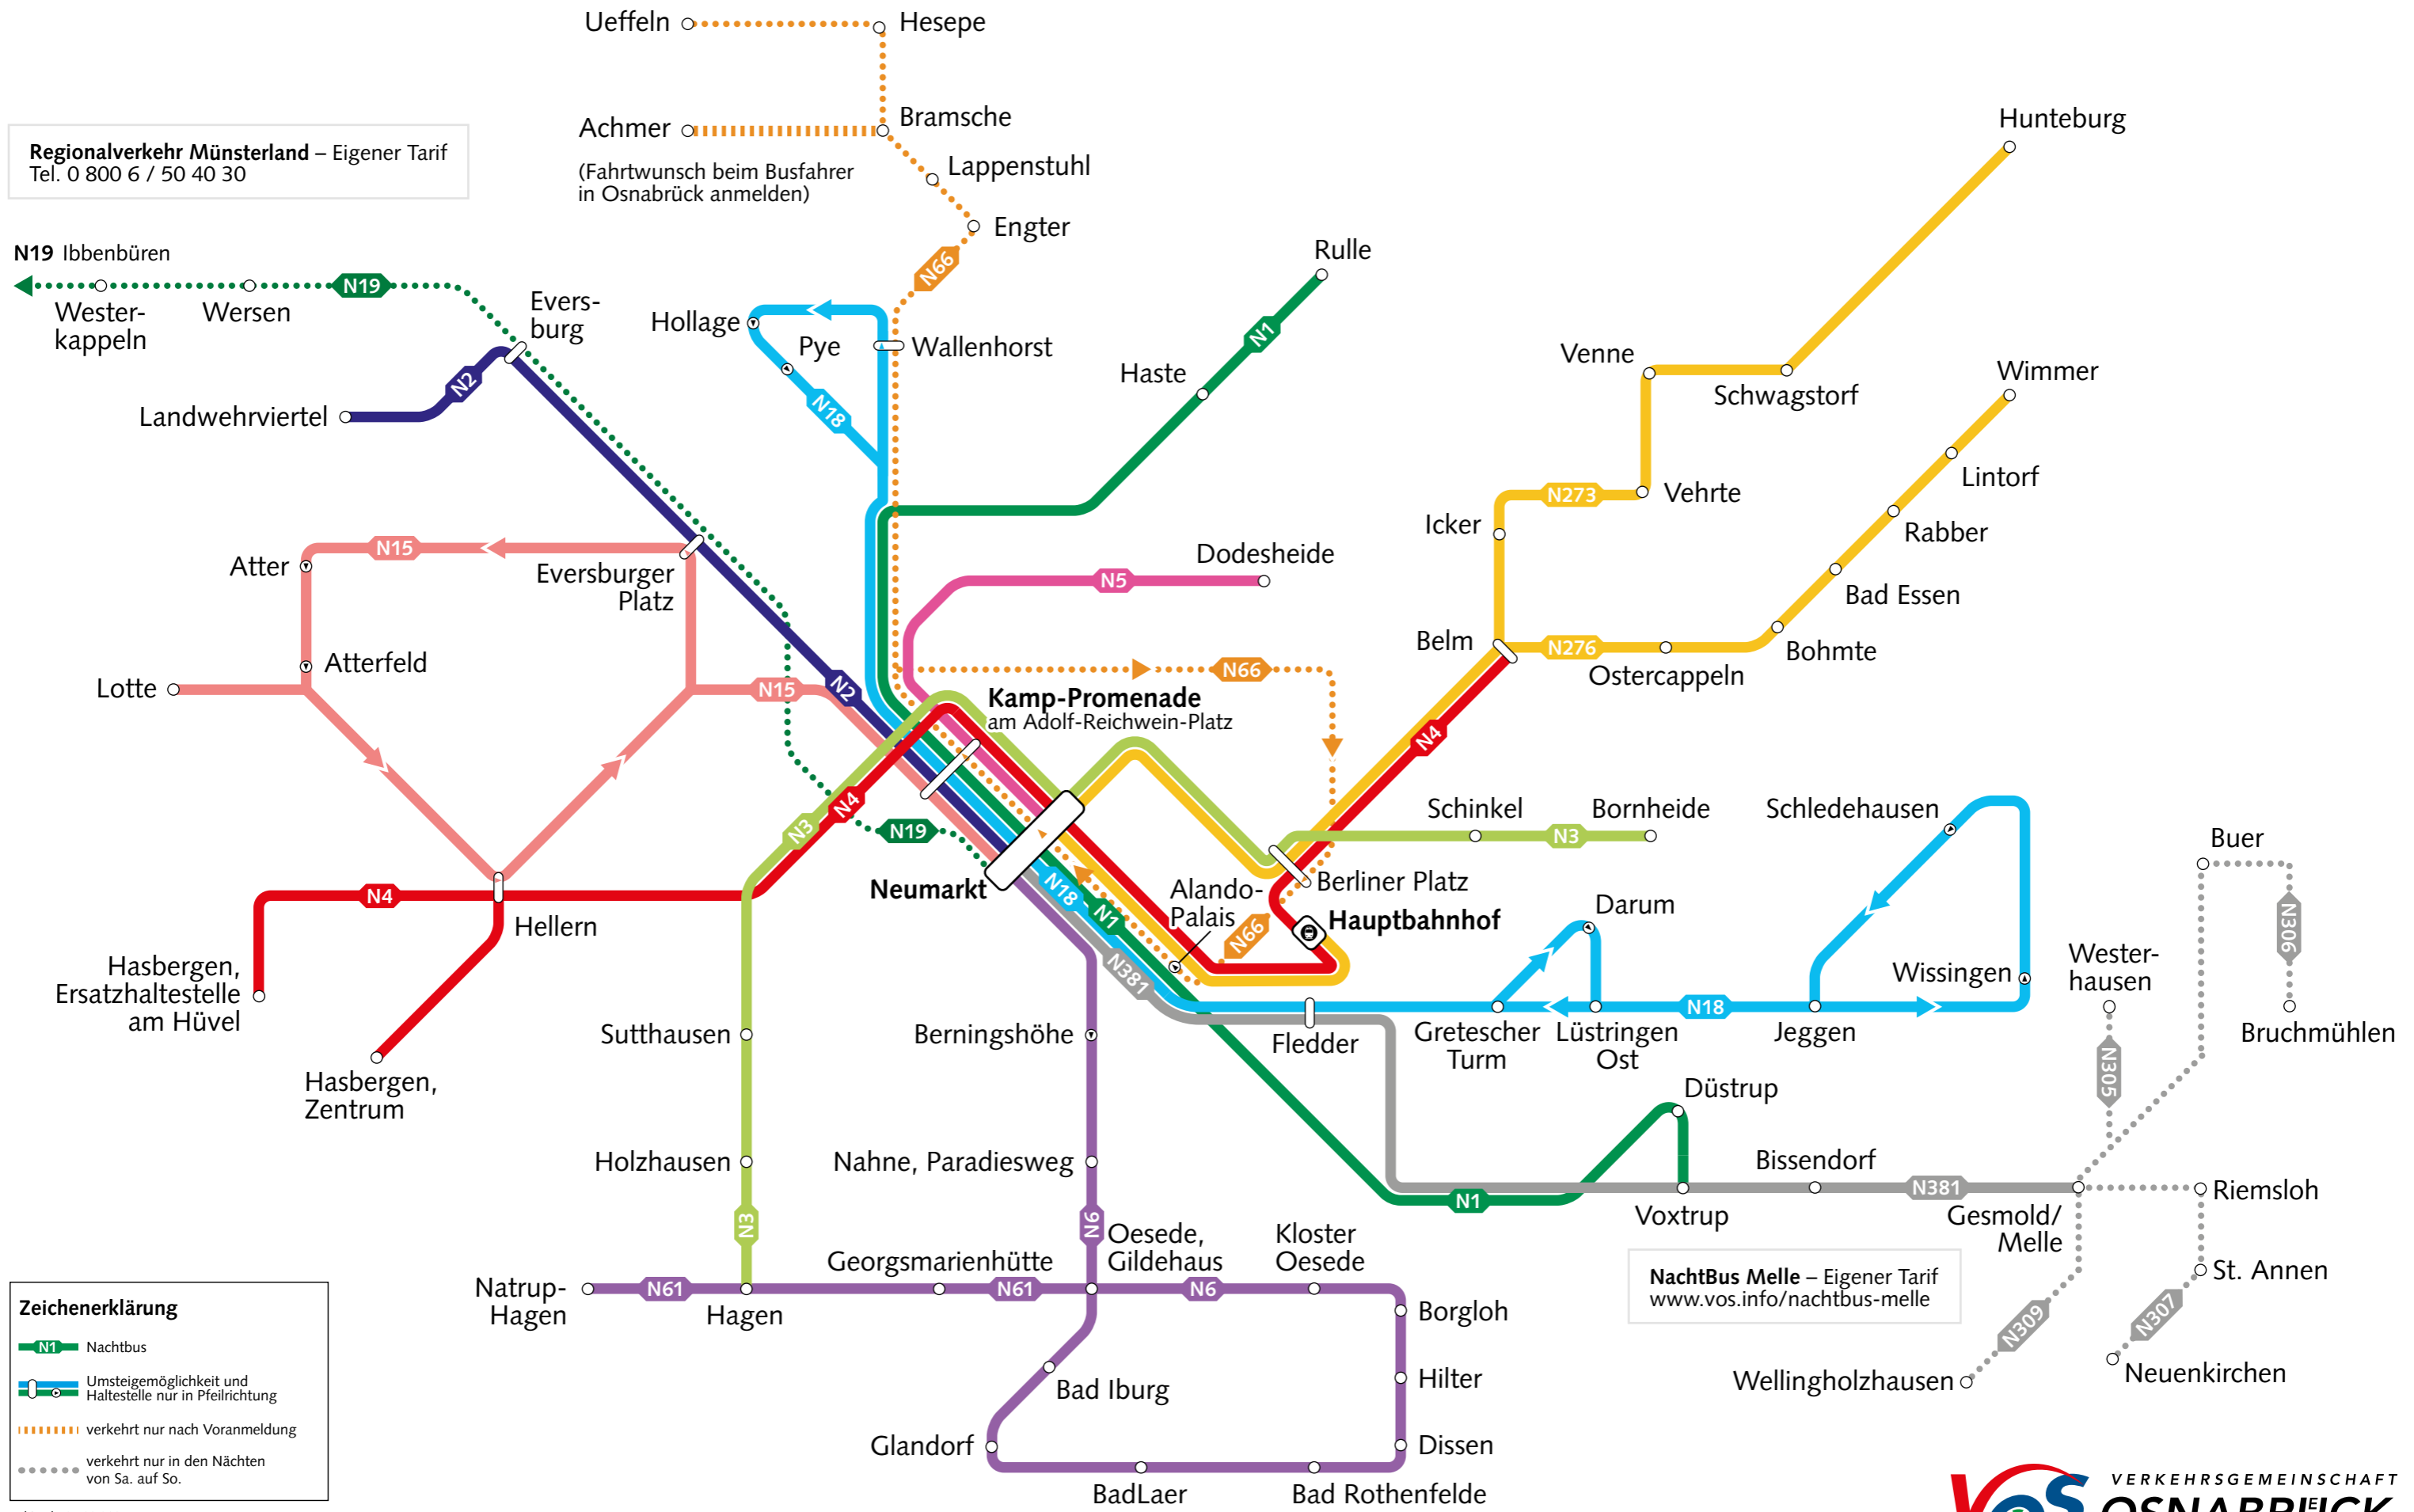 Ueffeln
Hesepe
Achmer
Bramsche
(Fahrtwunsch beim Busfahrer
in Osnabrück anmelden)
Lappenstuhl
Engter
N66
Hunteburg
Regionalverkehr Münsterland – Eigener Tarif
Tel. 0 800 6 / 50 40 30
N19 Ibbenbüren
N19
Wester-
kappeln
Wersen
Evers-
burg
N2
Landwehrviertel
Hollage
Pye
N18
Wallenhorst
Rulle
N1
Haste
Venne
Schwagstorf
Wimmer
Lintorf
Rabber
Bad Essen
Bohmte
N273
Vehrte
Icker
Belm
N276
Ostercappeln
N5
Dodesheide
N15
Atter
Eversburger
Platz
Atterfeld
Lotte
N15
N2
N66
Kamp-Promenade
am Adolf-Reichwein-Platz
N4
N3
N4
N19
Neumarkt
N18
N1
N381
Alando-
Palais
N66
Berliner Platz
Hauptbahnhof
Schinkel
N3
Bornheide
Schledehausen
Buer
N306
Bruchmühlen
Wester-
hausen
N305
Wissingen
Darum
Gretescher
Turm
Lüstringen
Ost
N18
Jeggen
Fledder
N4
Hellern
Hasbergen,
Ersatzhaltestelle
am Hüvel
Hasbergen,
Zentrum
Sutthausen
Holzhausen
N3
Berningshöhe
Nahne, Paradiesweg
N6
Düstrup
N1
Voxtrup
Bissendorf
N381
Gesmold/
Melle
Riemsloh
St. Annen
N307
Neuenkirchen
N309
Wellingholzhausen
NachtBus Melle – Eigener Tarif
www.vos.info/nachtbus-melle
Natrup-
Hagen
N61
Hagen
Georgsmarienhütte
N61
Oesede,
Gildehaus
N6
Kloster
Oesede
Borgloh
Hilter
Dissen
Bad Rothenfelde
BadLaer
Glandorf
Bad Iburg
Zeichenerklärung
N1 Nachtbus
Umsteigemöglichkeit und
Haltestelle nur in Pfeilrichtung
verkehrt nur nach Voranmeldung
verkehrt nur in den Nächten
von Sa. auf So.
VOS
VERKEHRSGEMEINSCHAFT